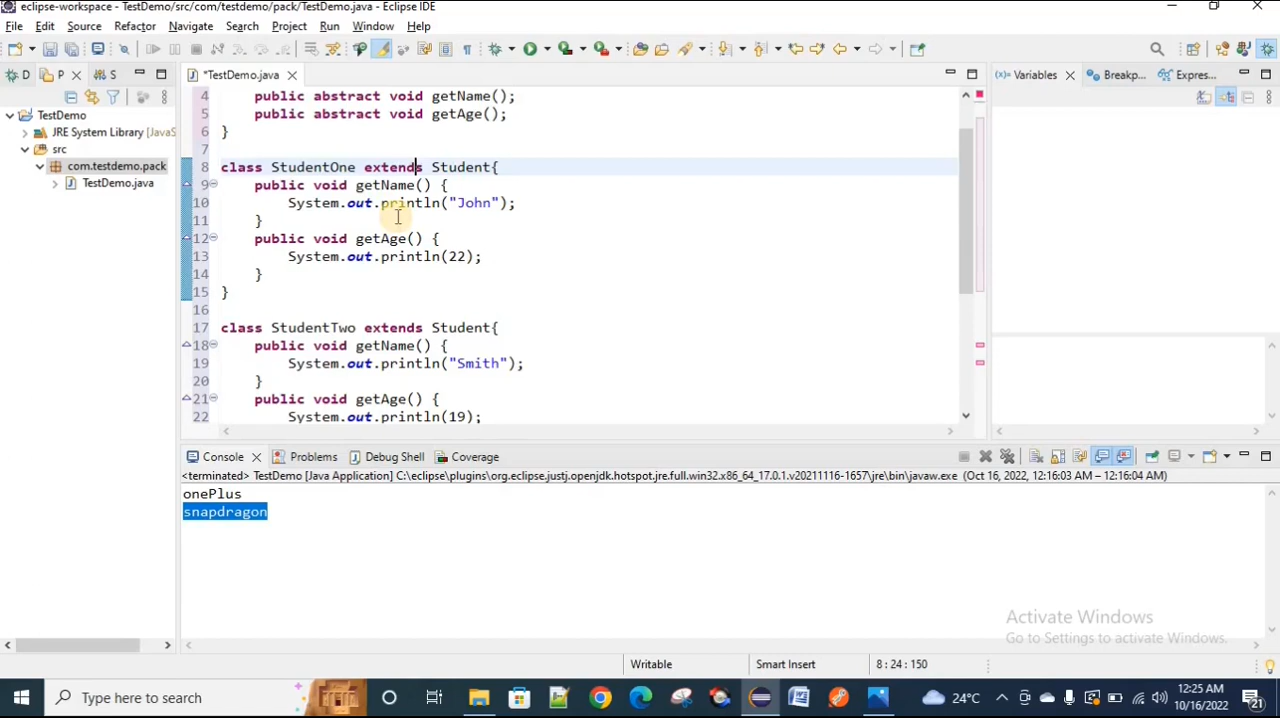 eclipse-workspace - TestDemo/src/com/testdemo/pack/TestDemo.java - Eclipse IDE
File Edit Source Refactor Navigate Search Project Run Window Help
D P S
*TestDemo.java
Variables Breakp... Expres...
TestDemo
JRE System Library [JavaS
src
com.testdemo.pack
TestDemo.java
4 public abstract void getName();
5 public abstract void getAge();
6 }
7
8 class StudentOne extends Student{
9 public void getName() {
10 System.out.println("John");
11 }
12 public void getAge() {
13 System.out.println(22);
14 }
15 }
16
17 class StudentTwo extends Student{
18 public void getName() {
19 System.out.println("Smith");
20 }
21 public void getAge() {
22 System.out.println(19);
Console Problems Debug Shell Coverage
<terminated> TestDemo [Java Application] C:\eclipse\plugins\org.eclipse.justj.openjdk.hotspot.jre.full.win32.x86_64_17.0.1.v20211116-1657\jre\bin\javaw.exe (Oct 16, 2022, 12:16:03 AM – 12:16:04 AM)
onePlus
snapdragon
Activate Windows
Go to Settings to activate Windows.
Writable Smart Insert 8 : 24 : 150
Type here to search
24°C
12:25 AM
10/16/2022
21